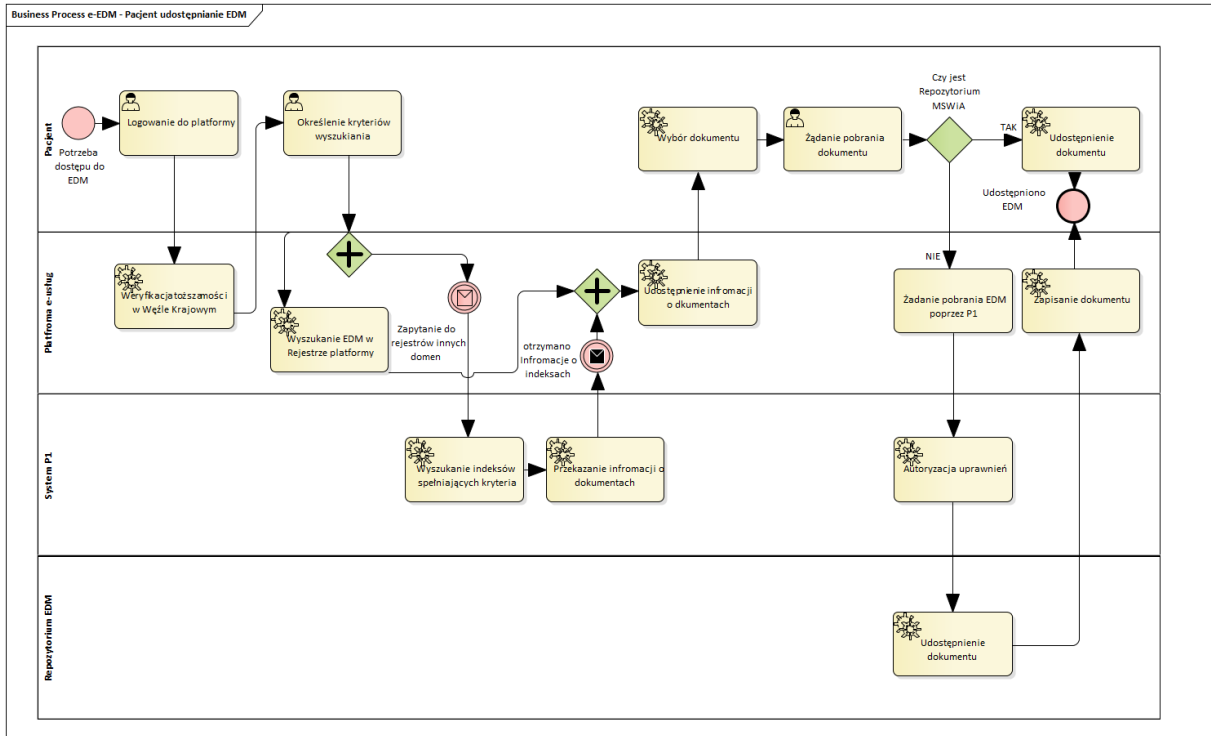 Business Process e-EDM - Pacjent udostępnianie EDM
Pacjent
Potrzeba
dostępu do
EDM
Logowanie do platformy
Określenie kryteriów
wyszukiania
Wybór dokumentu
Żądanie pobrania
dokumentu
Czy jest
Repozytorium
MSWiA
TAK
Udostępnienie
dokumentu
Udostępniono
EDM
NIE
Platfroma e-usług
Weryfikacja tożsamości
w Węźle Krajowym
Wyszukanie EDM w
Rejestrze platformy
Zapytanie do
rejestrów innych
domen
otrzymano
Infromacje o
indeksach
Udostępnienie infromacji
o dkumentach
Żadanie pobrania EDM
poprzez P1
Zapisanie dokumentu
System P1
Wyszukanie indeksów
spełniających kryteria
Przekazanie infromacji o
dokumentach
Autoryzacja uprawnień
Repozytorium EDM
Udostępnienie
dokumentu